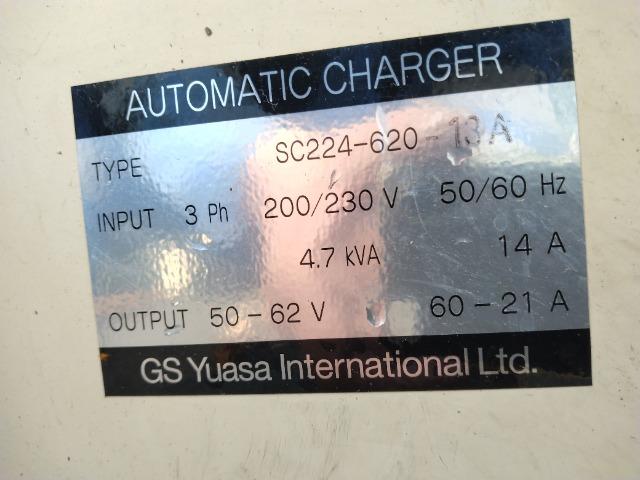 AUTOMATIC CHARGER
TYPE SC224-620-13A
INPUT 3 Ph 200/230 V 50/60 Hz
4.7 kVA 14 A
OUTPUT 50-62 V 60-21 A
GS Yuasa International Ltd.